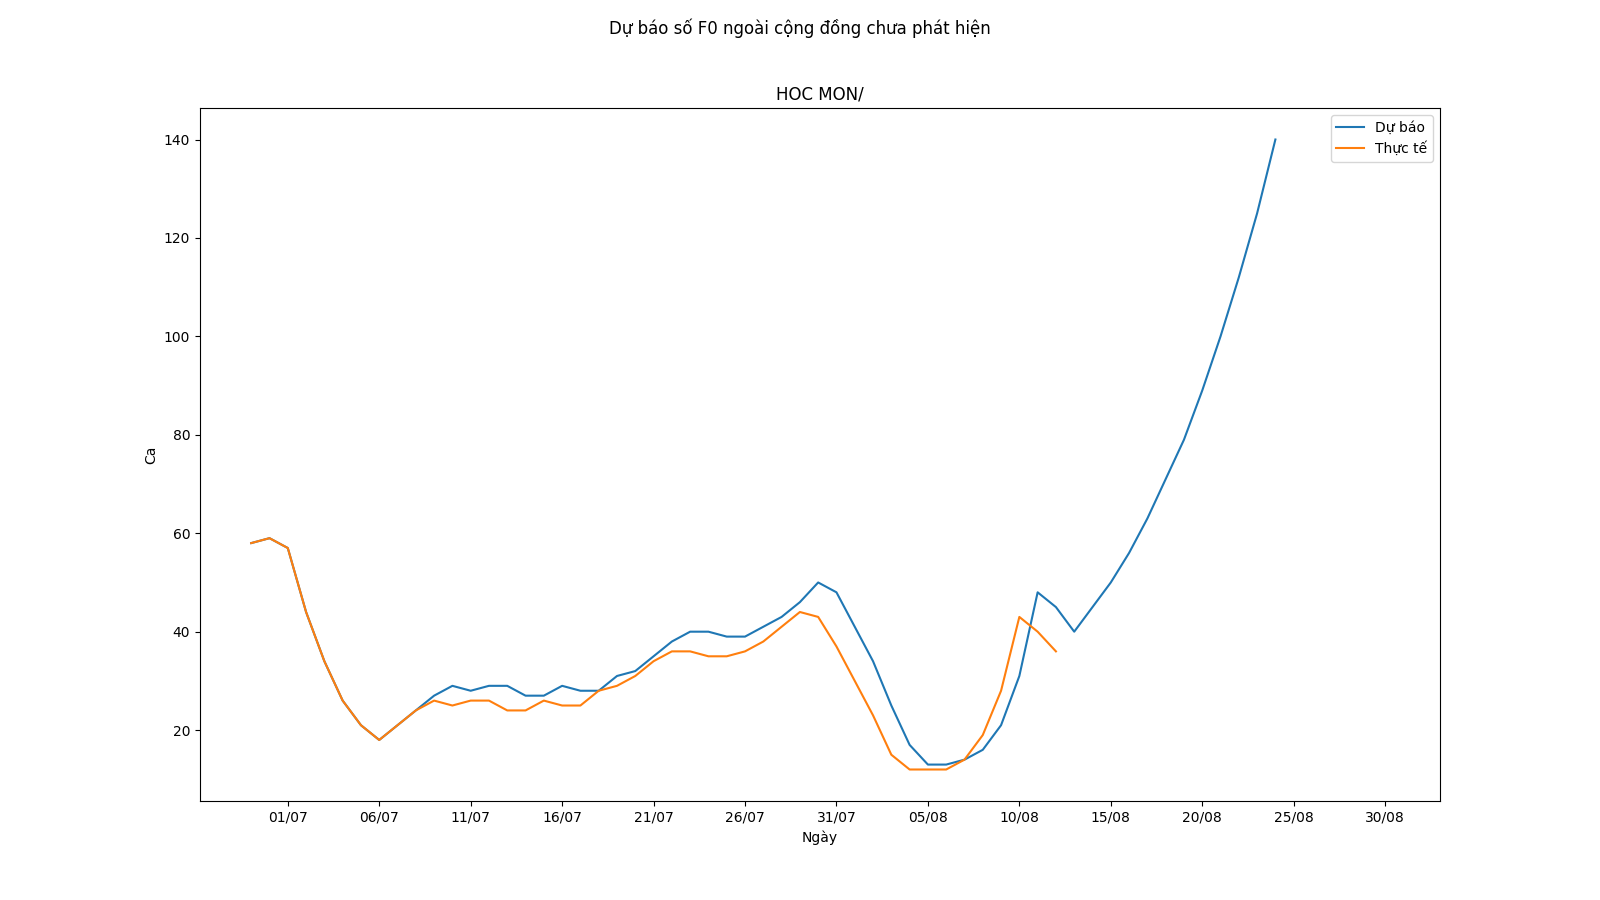 Dự báo số F0 ngoài cộng đồng chưa phát hiện
HOC MON/
Dự báo
Thực tế
140
120
100
80
60
40
20
Ca
01/07 06/07 11/07 16/07 21/07 26/07 31/07 05/08 10/08 15/08 20/08 25/08 30/08
Ngày